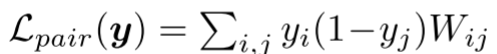 𝓛_{pair}(𝒚) = ∑_{i,j} y_i(1−y_j)W_{ij}